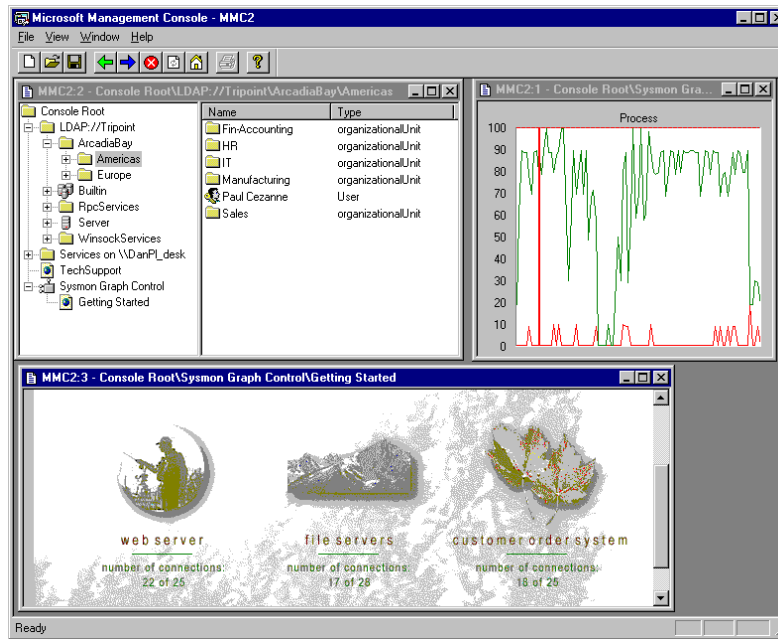 Microsoft Management Console - MMC2
File View Window Help
MMC2:2 - Console Root\LDAP://Tripoint\ArcadiaBay\Americas
Console Root
LDAP://Tripoint
ArcadiaBay
Americas
Europe
Builtin
RpcServices
Server
WinsockServices
Services on \\DanPl_desk
TechSupport
Sysmon Graph Control
Getting Started
Name Type
Fin-Accounting organizationalUnit
HR organizationalUnit
IT organizationalUnit
Manufacturing organizationalUnit
Paul Cezanne User
Sales organizationalUnit
MMC2:1 - Console Root\Sysmon Gra...
Process
100
90
80
70
60
50
40
30
20
10
0
MMC2:3 - Console Root\Sysmon Graph Control\Getting Started
web server file servers customer order system
number of connections: number of connections: number of connections:
22 of 25 17 of 28 18 of 25
Ready